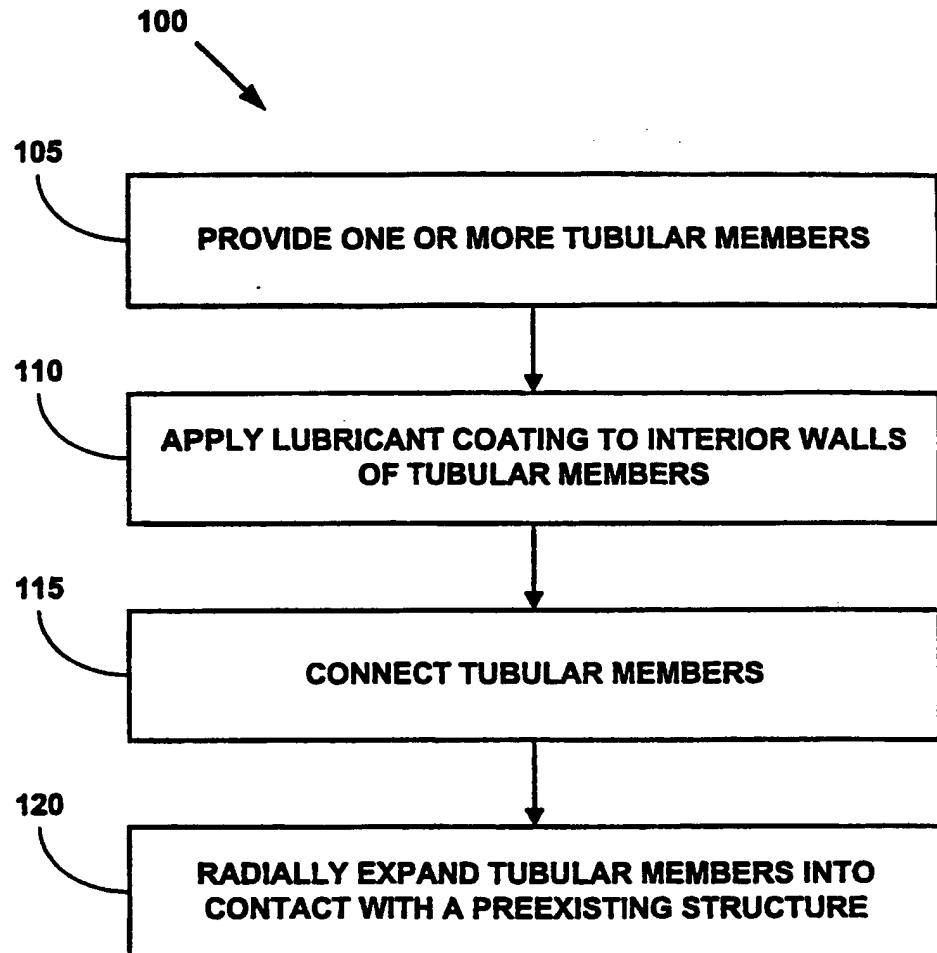 100
105
PROVIDE ONE OR MORE TUBULAR MEMBERS
110
APPLY LUBRICANT COATING TO INTERIOR WALLS
OF TUBULAR MEMBERS
115
CONNECT TUBULAR MEMBERS
120
RADIALLY EXPAND TUBULAR MEMBERS INTO
CONTACT WITH A PREEXISTING STRUCTURE